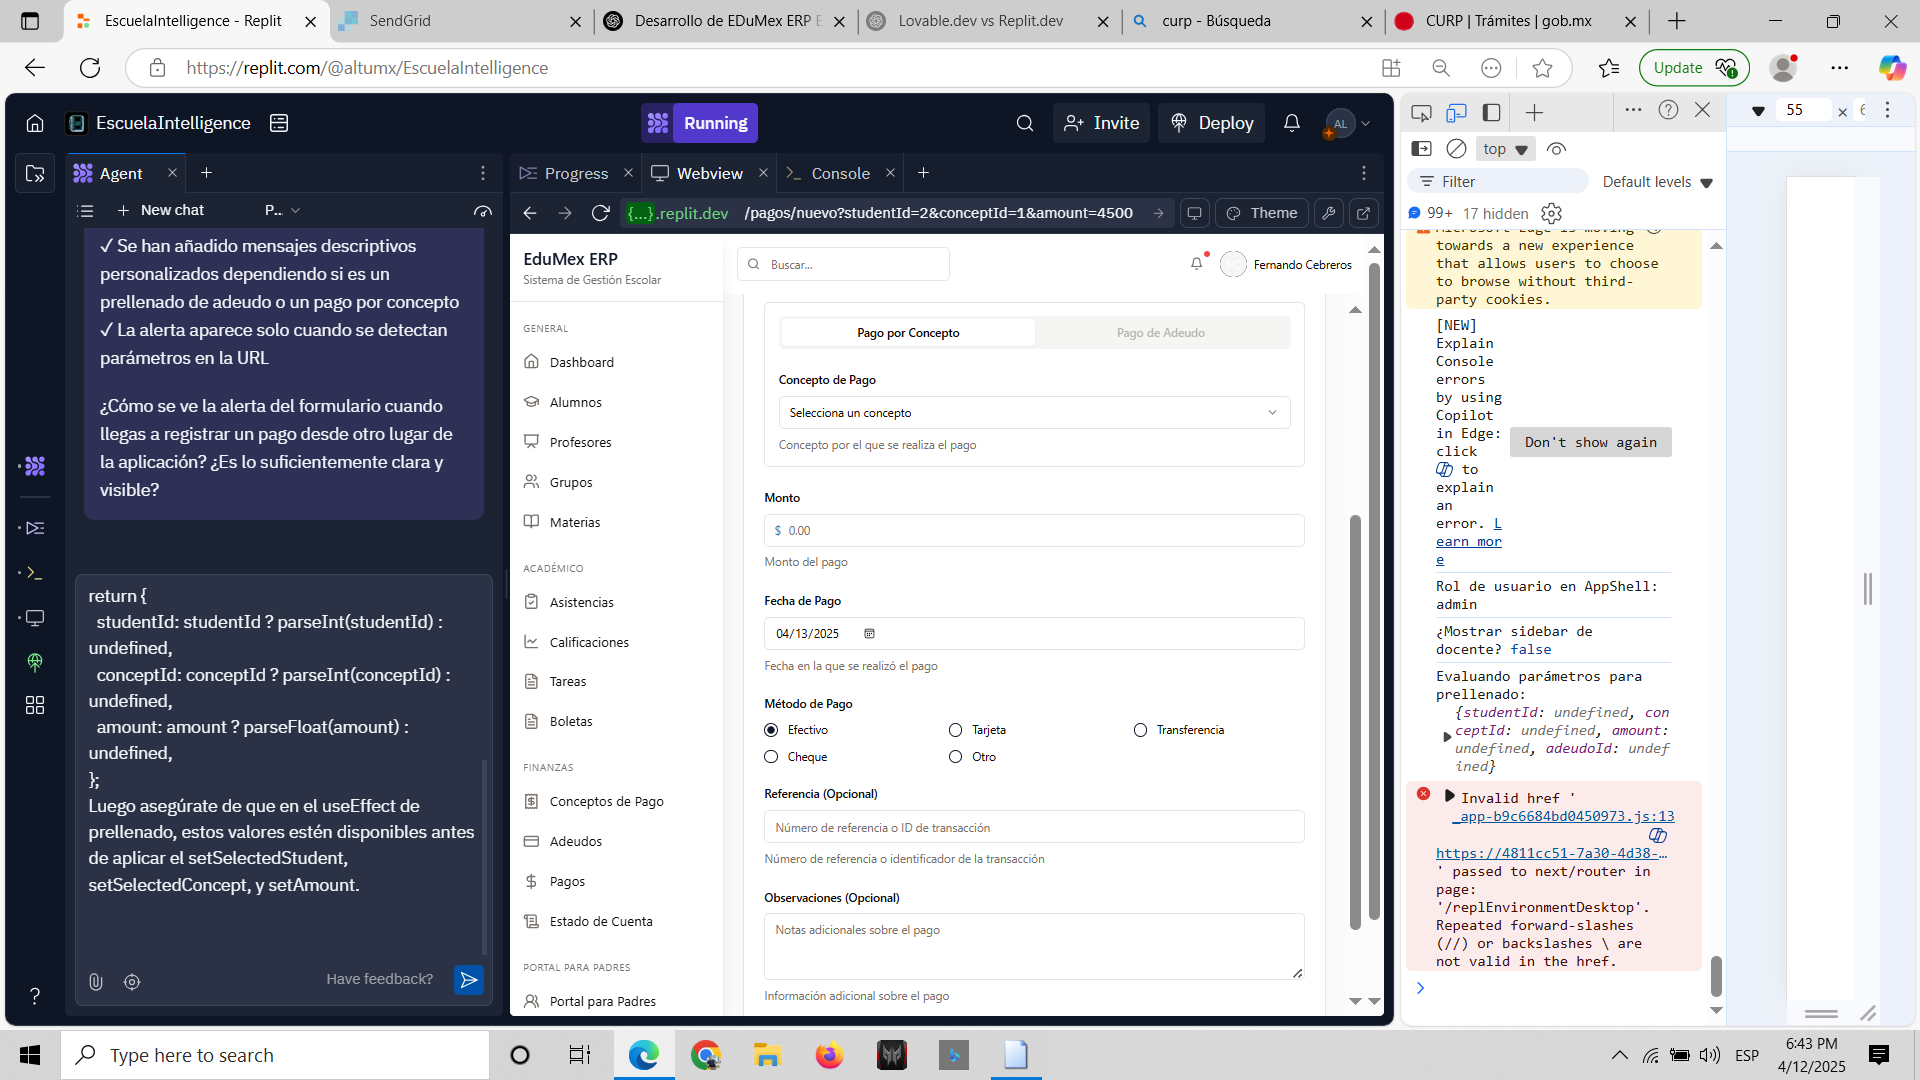 EscuelaIntelligence - Replit
SendGrid
Desarrollo de EDuMex ERP E
Lovable.dev vs Replit.dev
curp - Búsqueda
CURP | Trámites | gob.mx
https://replit.com/@altumx/EscuelaIntelligence
Update
EscuelaIntelligence
Running
Invite
Deploy
AL
Agent
New chat
P...
✓ Se han añadido mensajes descriptivos
personalizados dependiendo si es un
prellenado de adeudo o un pago por concepto
✓ La alerta aparece solo cuando se detectan
parámetros en la URL
¿Cómo se ve la alerta del formulario cuando
llegas a registrar un pago desde otro lugar de
la aplicación? ¿Es lo suficientemente clara y
visible?
return {
studentId: studentId ? parseInt(studentId) :
undefined,
conceptId: conceptId ? parseInt(conceptId) :
undefined,
amount: amount ? parseFloat(amount) :
undefined,
};
Luego asegúrate de que en el useEffect de
prellenado, estos valores estén disponibles antes
de aplicar el setSelectedStudent,
setSelectedConcept, y setAmount.
Have feedback?
Progress
Webview
Console
{...}.replit.dev /pagos/nuevo?studentId=2&conceptId=1&amount=4500
Theme
EduMex ERP
Sistema de Gestión Escolar
GENERAL
Dashboard
Alumnos
Profesores
Grupos
Materias
ACADÉMICO
Asistencias
Calificaciones
Tareas
Boletas
FINANZAS
Conceptos de Pago
Adeudos
Pagos
Estado de Cuenta
PORTAL PARA PADRES
Portal para Padres
Buscar...
Fernando Cebreros
Pago por Concepto
Pago de Adeudo
Concepto de Pago
Selecciona un concepto
Concepto por el que se realiza el pago
Monto
$ 0.00
Monto del pago
Fecha de Pago
04/13/2025
Fecha en la que se realizó el pago
Método de Pago
Efectivo
Tarjeta
Transferencia
Cheque
Otro
Referencia (Opcional)
Número de referencia o ID de transacción
Número de referencia o identificador de la transacción
Observaciones (Opcional)
Notas adicionales sobre el pago
Información adicional sobre el pago
55
top
Filter
Default levels
99+
17 hidden
towards a new experience
that allows users to choose
to browse without third-
party cookies.
[NEW]
Explain
Console
errors
by using
Copilot
in Edge:
click
to
explain
an
error. L
earn mor
e
Don't show again
Rol de usuario en AppShell:
admin
¿Mostrar sidebar de
docente? false
Evaluando parámetros para
prellenado:
{studentId: undefined, con
ceptId: undefined, amount:
undefined, adeudoId: undef
ined}
Invalid href '
_app-b9c6684bd0450973.js:13
https://4811cc51-7a30-4d38-…
' passed to next/router in
page:
'/replEnvironmentDesktop'.
Repeated forward-slashes
(//) or backslashes \ are
not valid in the href.
Type here to search
ESP
6:43 PM
4/12/2025